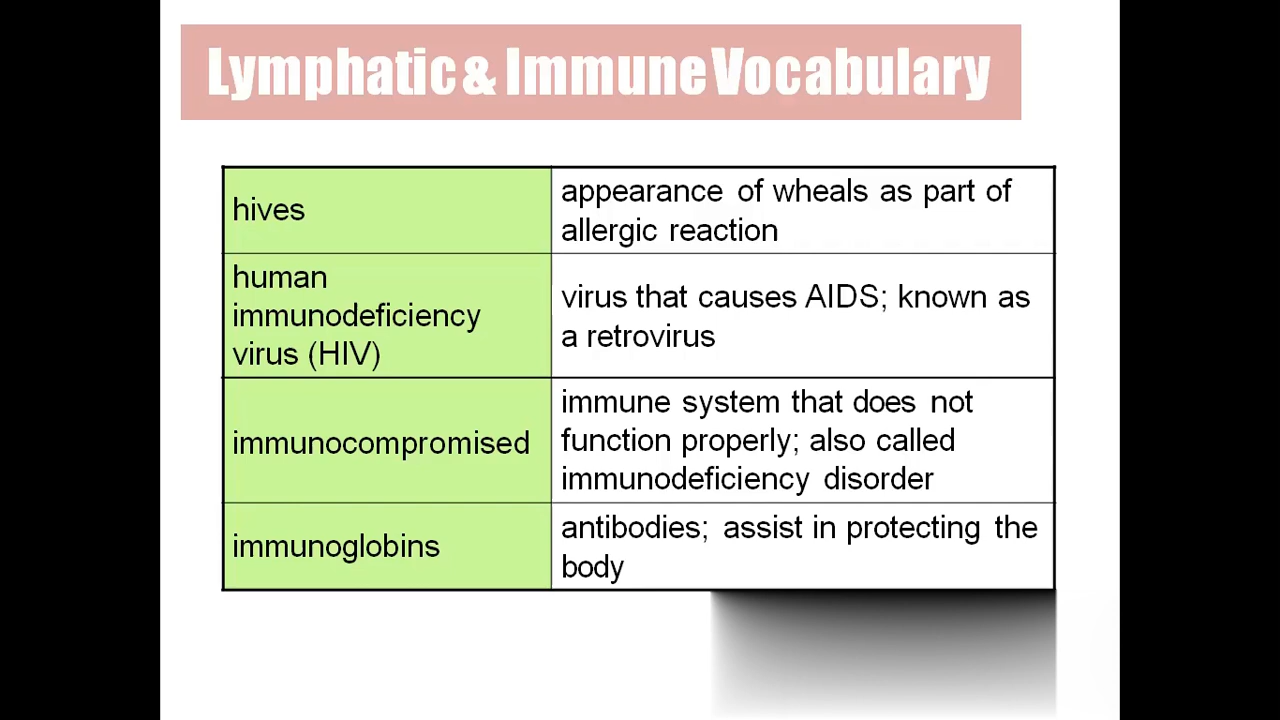 Lymphatic & Immune Vocabulary
hives
appearance of wheals as part of
allergic reaction
human
immunodeficiency
virus (HIV)
virus that causes AIDS; known as
a retrovirus
immunocompromised
immune system that does not
function properly; also called
immunodeficiency disorder
immunoglobins
antibodies; assist in protecting the
body